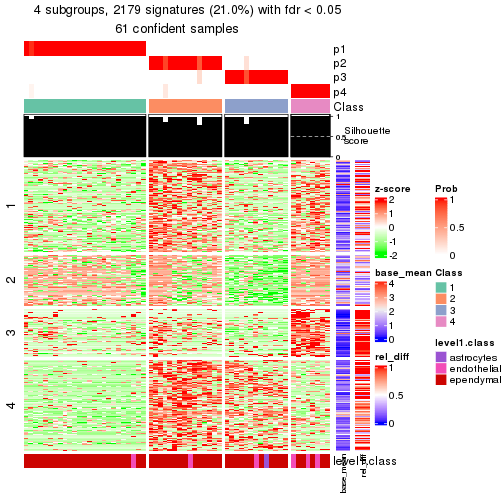 4 subgroups, 2179 signatures (21.0%) with fdr < 0.05
61 confident samples
p1
p2
p3
p4
Class
1
0.5
0
Silhouette
score
1
2
3
4
level1.class
z-score
2
1
0
-1
-2
Prob
1
0.5
0
base_mean
4
3
2
1
0
Class
1
2
3
4
level1.class
astrocytes
endothelial
ependymal
rel_diff
1
0.5
0